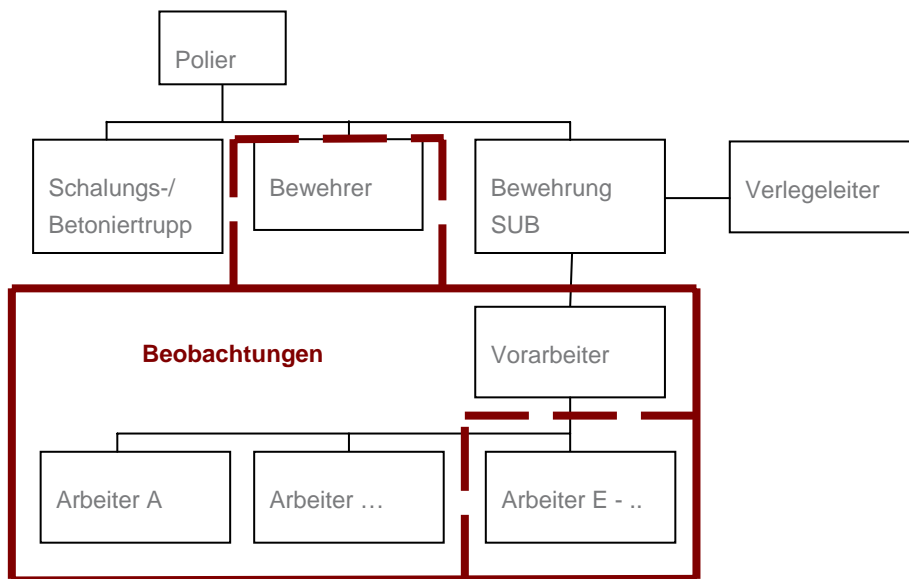 Polier
Schalungs-/
Betoniertrupp
Bewehrer
Bewehrung
SUB
Verlegeleiter
Beobachtungen
Vorarbeiter
Arbeiter A
Arbeiter …
Arbeiter E - ..